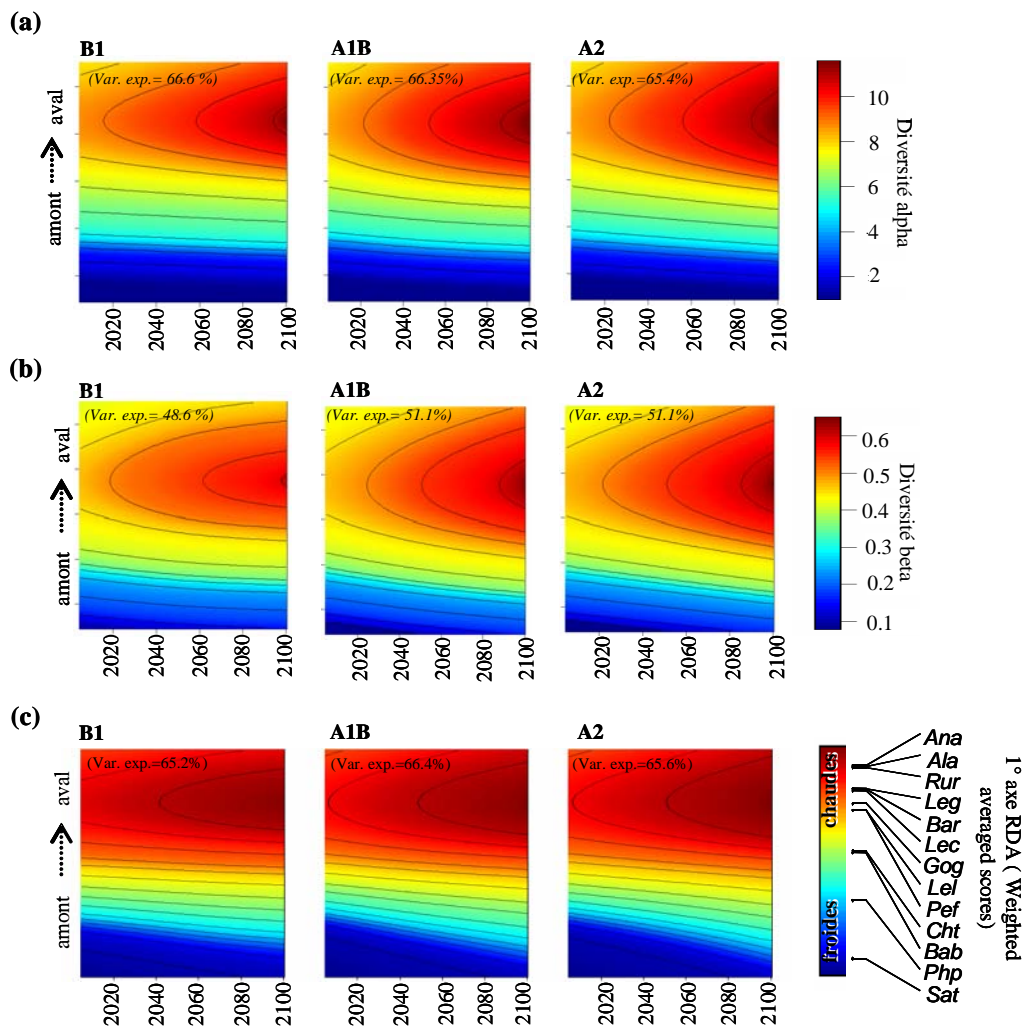 (a)
B1
A1B
A2
(Var. exp.= 66.6 %)
(Var. exp.= 66.35%)
(Var. exp.=65.4%)
amont
aval
2020
2040
2060
2080
2100
2020
2040
2060
2080
2100
2020
2040
2060
2080
2100
10
8
6
4
2
Diversité alpha
(b)
B1
A1B
A2
(Var. exp.= 48.6 %)
(Var. exp.= 51.1%)
(Var. exp.= 51.1%)
amont
aval
2020
2040
2060
2080
2100
2020
2040
2060
2080
2100
2020
2040
2060
2080
2100
0.6
0.5
0.4
0.3
0.2
0.1
Diversité beta
(c)
B1
A1B
A2
(Var. exp.=65.2%)
(Var. exp.=66.4%)
(Var. exp.=65.6%)
amont
aval
2020
2040
2060
2080
2100
2020
2040
2060
2080
2100
2020
2040
2060
2080
2100
froides
chaudes
Ana
Ala
Rur
Leg
Bar
Lec
Gog
Lel
Pef
Cht
Bab
Php
Sat
1° axe RDA ( Weighted
averaged scores)